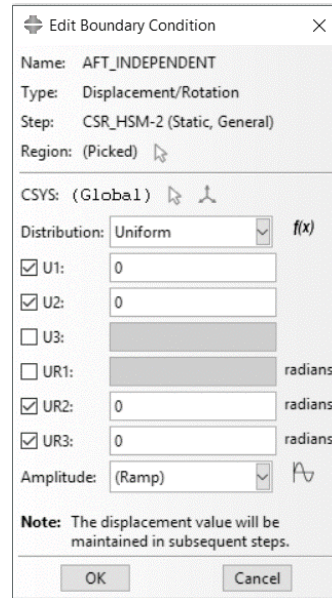 Edit Boundary Condition
Name: AFT_INDEPENDENT
Type: Displacement/Rotation
Step: CSR_HSM-2 (Static, General)
Region: (Picked)
CSYS: (Global)
Distribution: Uniform f(x)
U1: 0
U2: 0
U3:
UR1: radians
UR2: 0 radians
UR3: 0 radians
Amplitude: (Ramp)
Note: The displacement value will be
maintained in subsequent steps.
OK Cancel